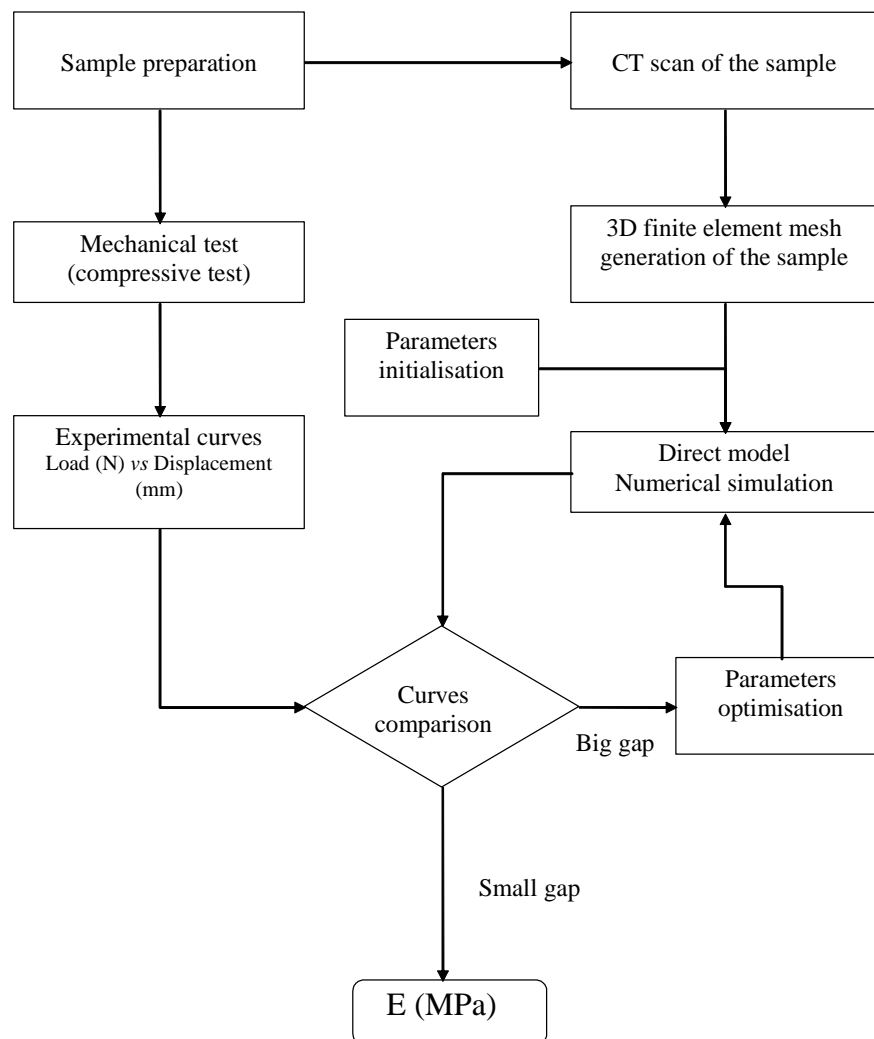 Sample preparation
CT scan of the sample
Mechanical test
(compressive test)
3D finite element mesh
generation of the sample
Parameters
initialisation
Experimental curves
Load (N) vs Displacement
(mm)
Direct model
Numerical simulation
Curves
comparison
Big gap
Parameters
optimisation
Small gap
E (MPa)